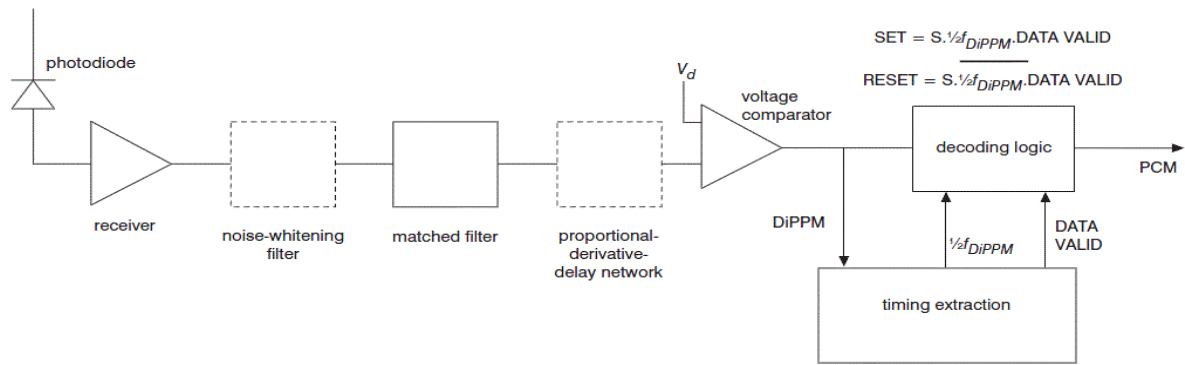 photodiode
receiver
noise-whitening
filter
matched filter
proportional-
derivative-
delay network
Vd
voltage
comparator
SET = S.½fDiPPM.DATA VALID
RESET = S.½fDiPPM.DATA VALID
decoding logic
PCM
DiPPM
½fDiPPM
DATA
VALID
timing extraction